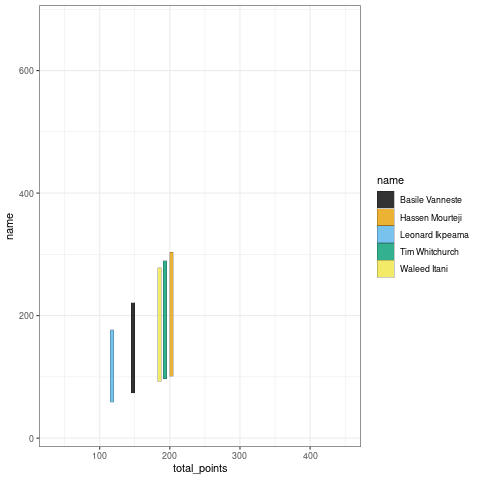 600
400
200
0
name
100 200 300 400
total_points
name
Basile Vanneste
Hassen Mourteji
Leonard Ikpeama
Tim Whitchurch
Waleed Itani